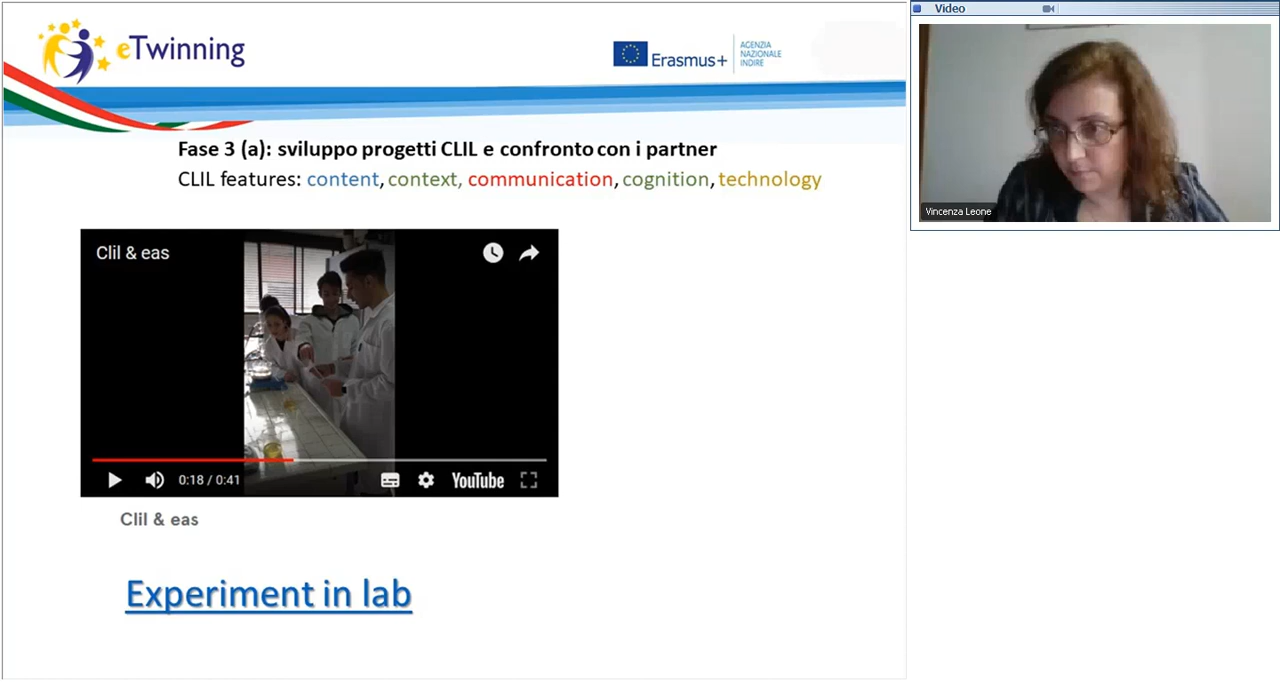 eTwinning
Erasmus+
AGENZIA
NAZIONALE
INDIRE
Fase 3 (a): sviluppo progetti CLIL e confronto con i partner
CLIL features: content, context, communication, cognition, technology
Clil & eas
0:18 / 0:41
YouTube
Clil & eas
Experiment in lab
Video
Vincenza Leone